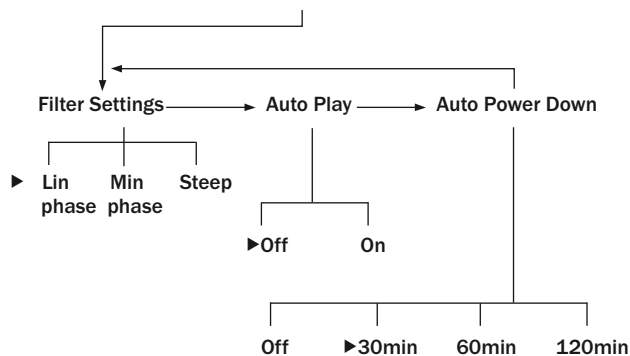 Filter Settings Auto Play Auto Power Down
▶ Lin phase Min phase Steep
▶Off On
Off ▶30min 60min 120min